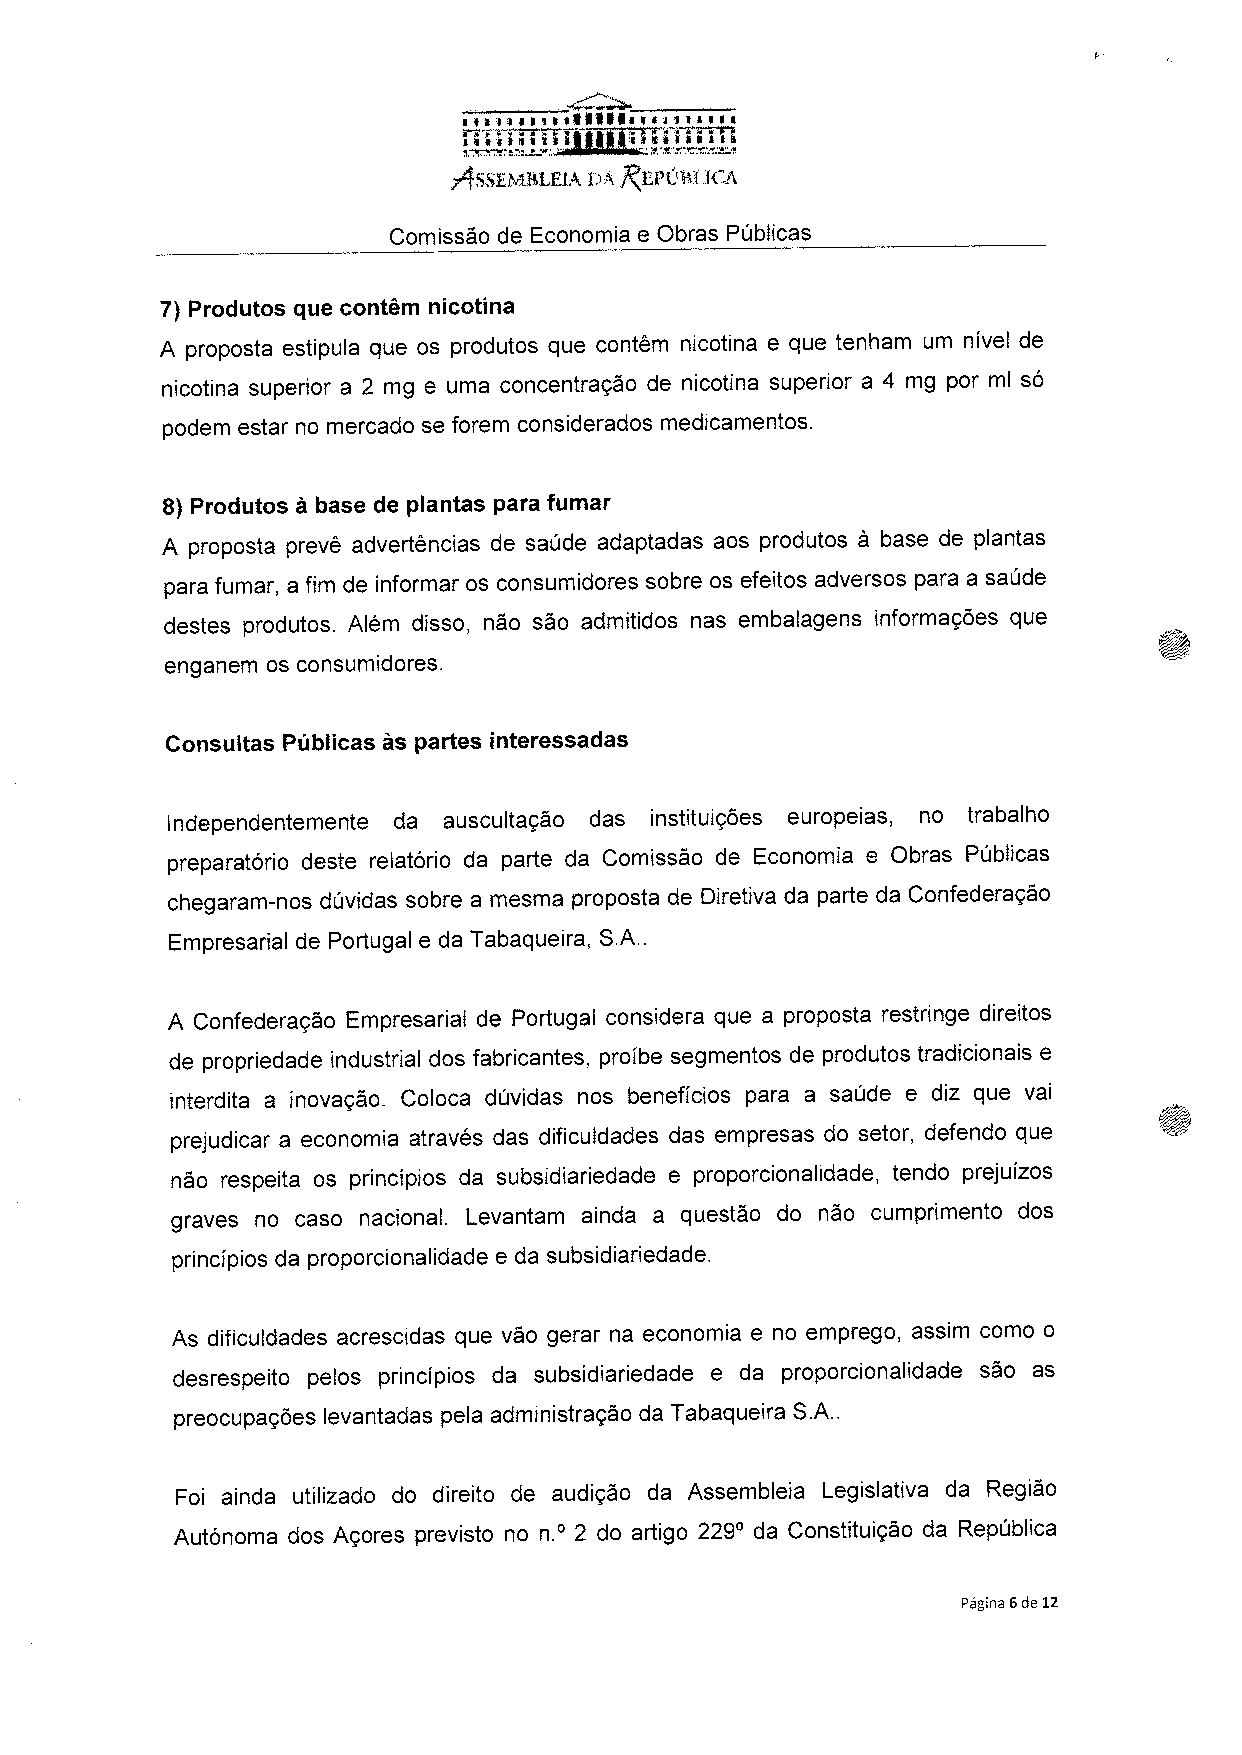 ASSEMBLEIA DA REPÚBLICA
Comissão de Economia e Obras Públicas
7) Produtos que contêm nicotina
A proposta estipula que os produtos que contêm nicotina e que tenham um nível de
nicotina superior a 2 mg e uma concentração de nicotina superior a 4 mg por ml só
podem estar no mercado se forem considerados medicamentos.
8) Produtos à base de plantas para fumar
A proposta prevê advertências de saúde adaptadas aos produtos à base de plantas
para fumar, a fim de informar os consumidores sobre os efeitos adversos para a saúde
destes produtos. Além disso, não são admitidos nas embalagens informações que
enganem os consumidores.
Consultas Públicas às partes interessadas
Independentemente da auscultação das instituições europeias, no trabalho
preparatório deste relatório da parte da Comissão de Economia e Obras Públicas
chegaram-nos dúvidas sobre a mesma proposta de Diretiva da parte da Confederação
Empresarial de Portugal e da Tabaqueira, S.A..
A Confederação Empresarial de Portugal considera que a proposta restringe direitos
de propriedade industrial dos fabricantes, proíbe segmentos de produtos tradicionais e
interdita a inovação. Coloca dúvidas nos benefícios para a saúde e diz que vai
prejudicar a economia através das dificuldades das empresas do setor, defendo que
não respeita os princípios da subsidiariedade e proporcionalidade, tendo prejuízos
graves no caso nacional. Levantam ainda a questão do não cumprimento dos
princípios da proporcionalidade e da subsidiariedade.
As dificuldades acrescidas que vão gerar na economia e no emprego, assim como o
desrespeito pelos princípios da subsidiariedade e da proporcionalidade são as
preocupações levantadas pela administração da Tabaqueira S.A..
Foi ainda utilizado do direito de audição da Assembleia Legislativa da Região
Autónoma dos Açores previsto no n.º 2 do artigo 229º da Constituição da República
Página 6 de 12